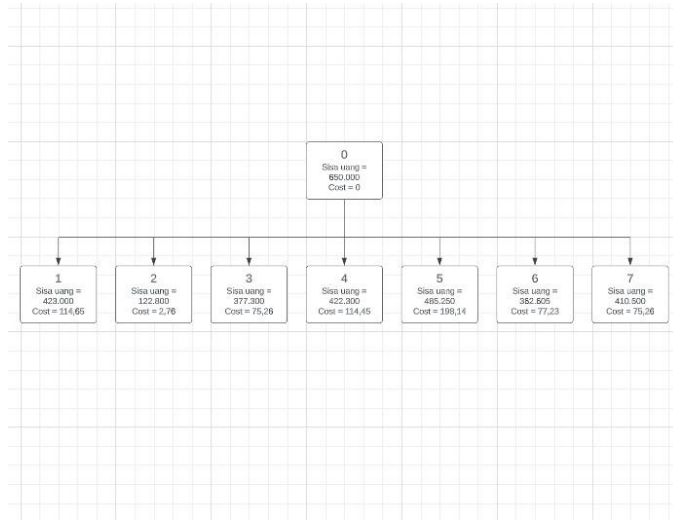 0
Sisa uang =
650.000
Cost = 0
1
Sisa uang =
423.000
Cost = 114,65
2
Sisa uang =
122.800
Cost = 2,76
3
Sisa uang =
377.300
Cost = 75,26
4
Sisa uang =
422.300
Cost = 114,45
5
Sisa uang =
485.250
Cost = 199,14
6
Sisa uang =
Cost = 77,23
7
Sisa uang =
410.500
Cost = 75,26